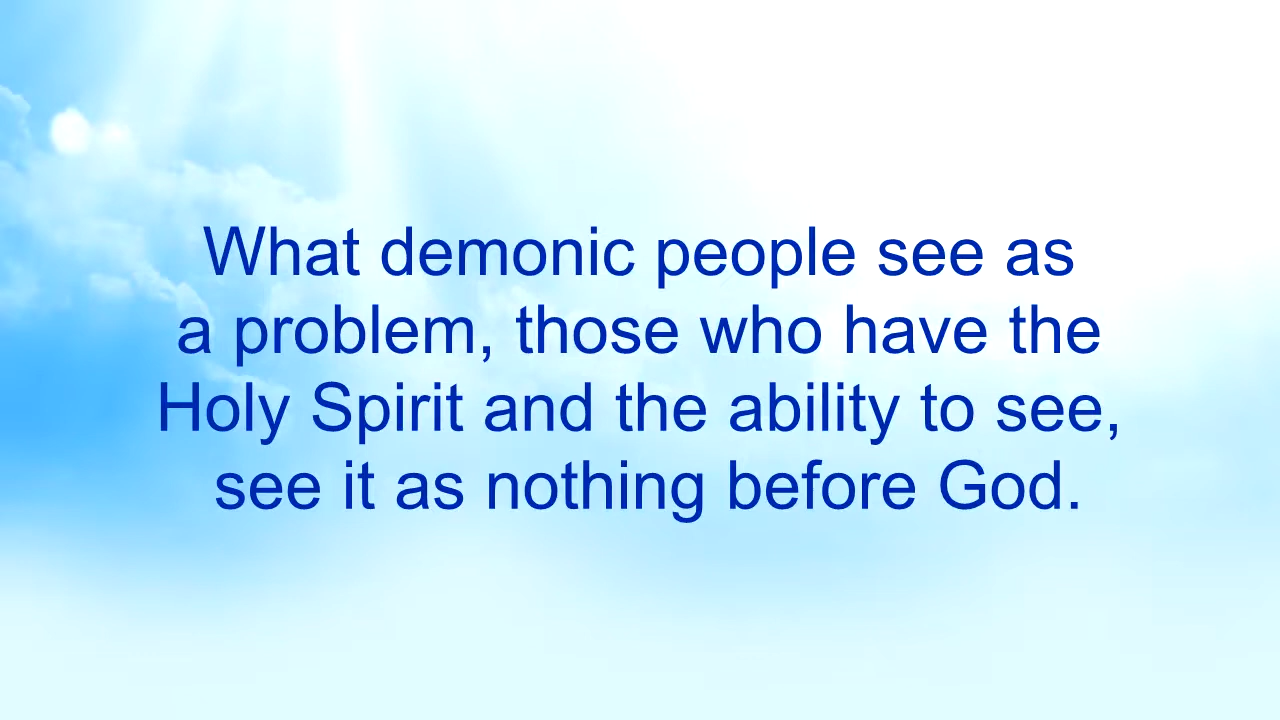 What demonic people see as
a problem, those who have the
Holy Spirit and the ability to see,
see it as nothing before God.